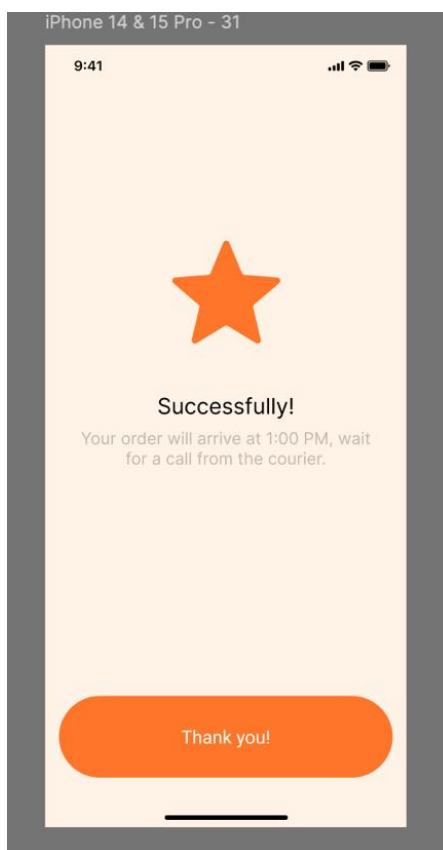 iPhone 14 & 15 Pro - 31
9:41
Successfully!
Your order will arrive at 1:00 PM, wait
for a call from the courier.
Thank you!